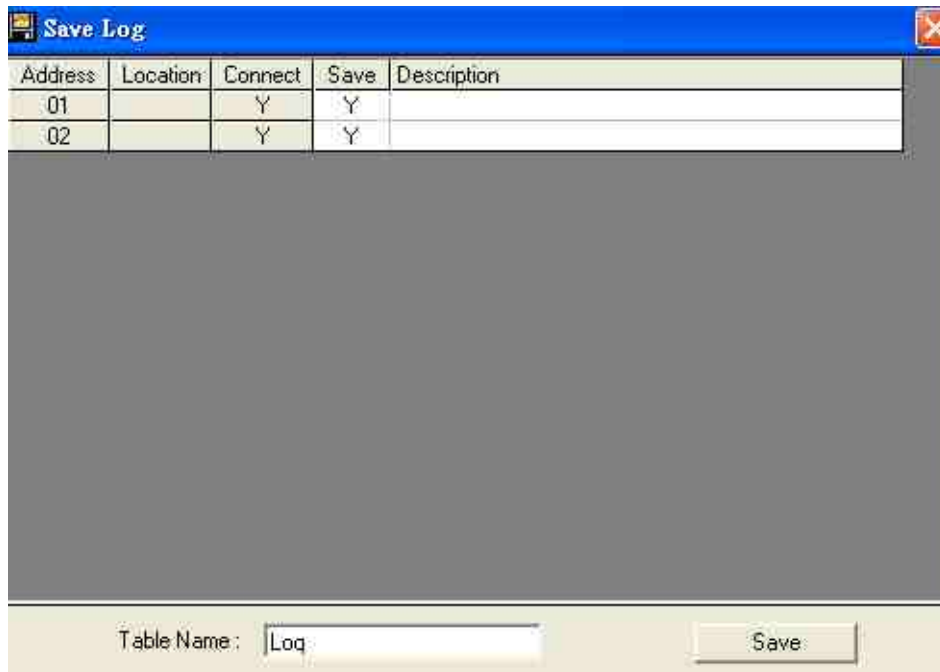 Save Log
Address Location Connect Save Description
01 Y Y
02 Y Y
Table Name : Log
Save